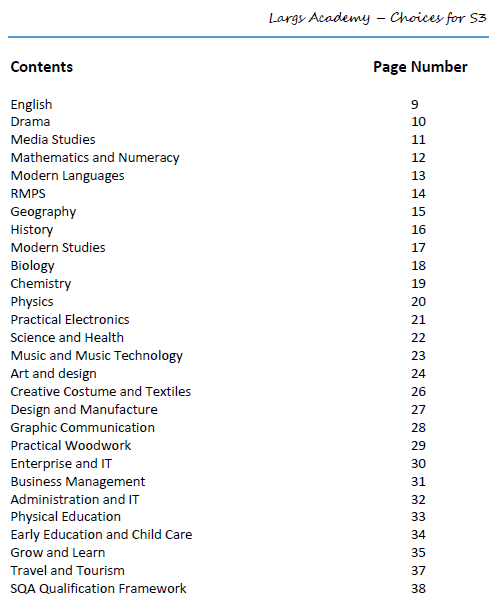 Largs Academy – Choices for S3
Contents Page Number
English 9
Drama 10
Media Studies 11
Mathematics and Numeracy 12
Modern Languages 13
RMPS 14
Geography 15
History 16
Modern Studies 17
Biology 18
Chemistry 19
Physics 20
Practical Electronics 21
Science and Health 22
Music and Music Technology 23
Art and design 24
Creative Costume and Textiles 26
Design and Manufacture 27
Graphic Communication 28
Practical Woodwork 29
Enterprise and IT 30
Business Management 31
Administration and IT 32
Physical Education 33
Early Education and Child Care 34
Grow and Learn 35
Travel and Tourism 37
SQA Qualification Framework 38